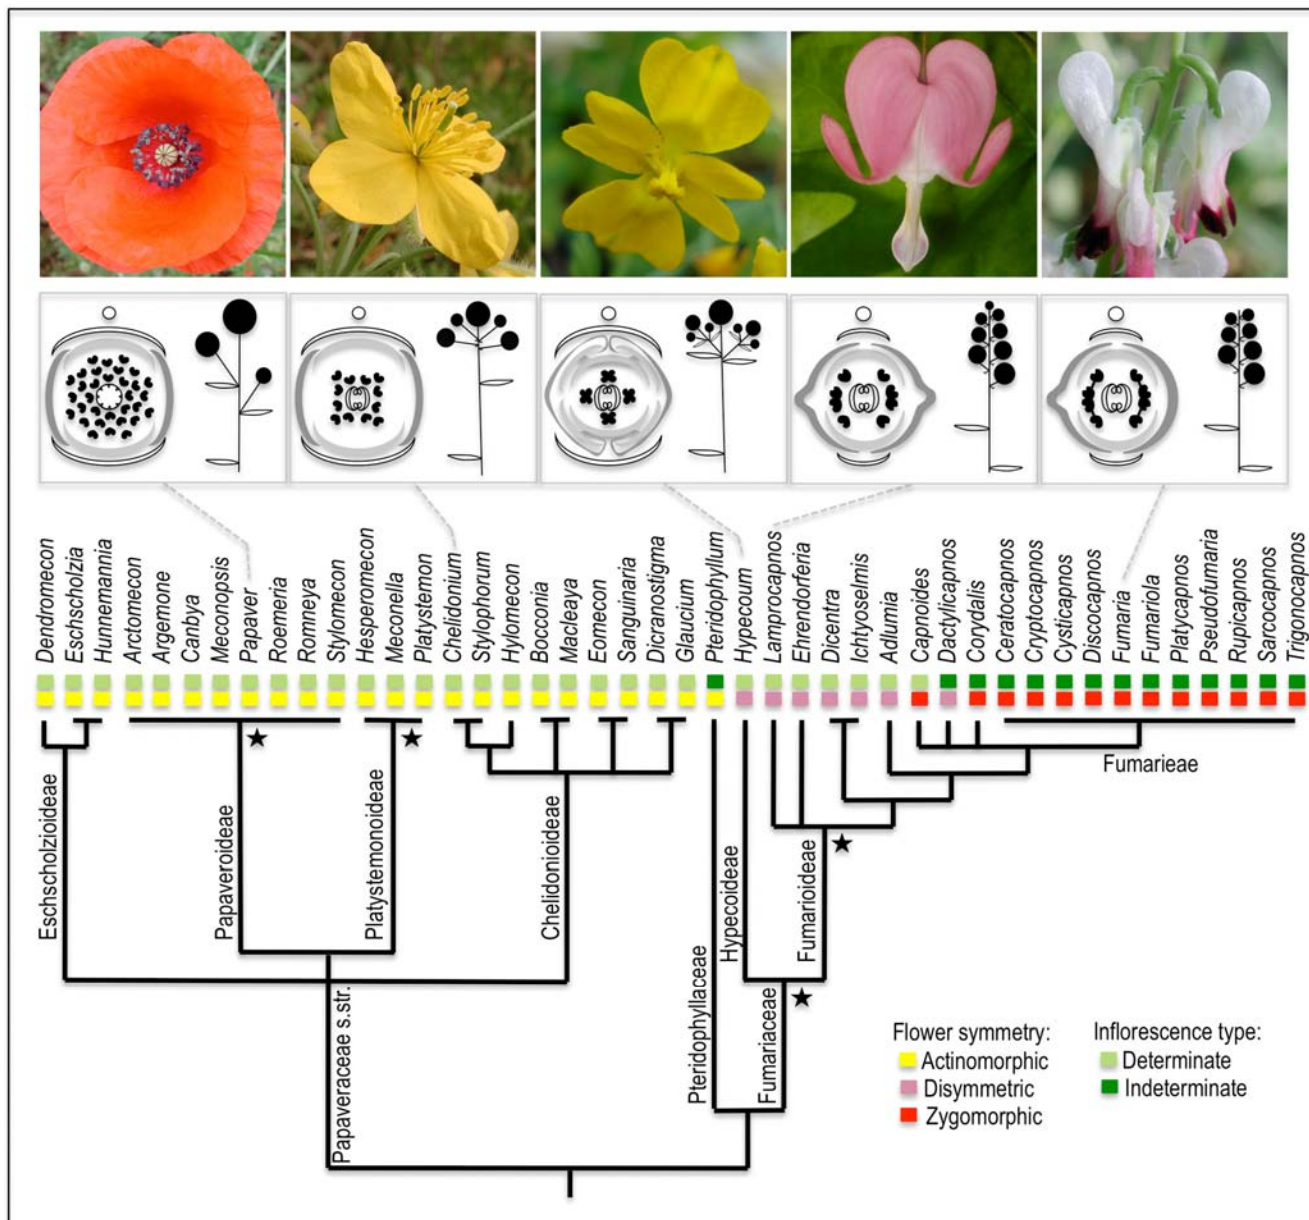 Dendromecon
Eschscholzia
Hunnemannia
Arctomecon
Argemone
Canbya
Meconopsis
Papaver
Roemeria
Romneya
Stylomecon
Hesperomecon
Meconella
Platystemon
Chelidonium
Stylophorum
Hylomecon
Bocconia
Macleaya
Eomecon
Sanguinaria
Dicranostigma
Glaucium
Pteridophyllum
Hypecoum
Lamprocapnos
Ehrendorferia
Dicentra
Ichtyoselmis
Adlumia
Capnoides
Dactylicapnos
Corydalis
Ceratocapnos
Cryptocapnos
Cysticapnos
Discocapnos
Fumaria
Fumariola
Platycapnos
Pseudofumaria
Rupicapnos
Sarcocapnos
Trigonocapnos
Fumarieae
Eschscholzioideae
Papaveroideae
Platystemonoideae
Chelidonioideae
Hypecoideae
Fumarioideae
Papaveraceae s.str.
Pteridophyllaceae
Fumariaceae
Flower symmetry:
Actinomorphic
Disymmetric
Zygomorphic
Inflorescence type:
Determinate
Indeterminate